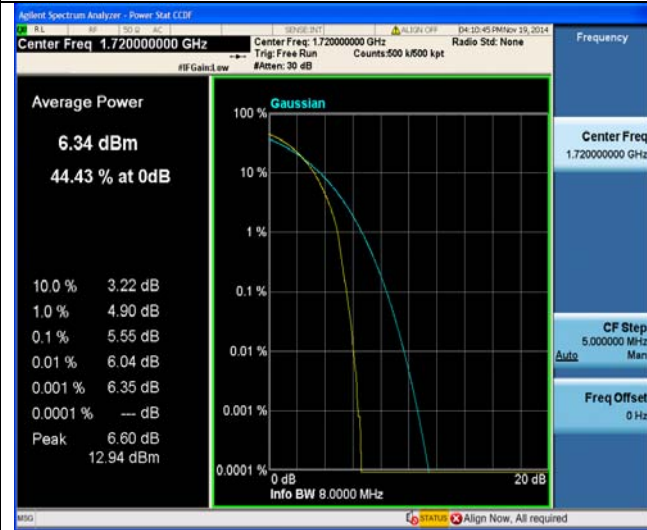 Agilent Spectrum Analyzer - Power Stat CCDF
RL RF 50 Ω AC SENSE:INT ALIGN OFF 04:10:45 PM Nov 19, 2014
Center Freq 1.720000000 GHz
Center Freq: 1.720000000 GHz Radio Std: None
Trig: Free Run Counts:500 k/500 kpt
#IFGain:Low #Atten: 30 dB
Frequency
Average Power
6.34 dBm
44.43 % at 0dB
10.0 % 3.22 dB
1.0 % 4.90 dB
0.1 % 5.55 dB
0.01 % 6.04 dB
0.001 % 6.35 dB
0.0001 % --- dB
Peak 6.60 dB
12.94 dBm
Gaussian
100 %
10 %
1 %
0.1 %
0.01 %
0.001 %
0.0001 %
0 dB 20 dB
Info BW 8.0000 MHz
Center Freq
1.720000000 GHz
CF Step
5.000000 MHz
Auto Man
Freq Offset
0 Hz
MSG STATUS Align Now, All required